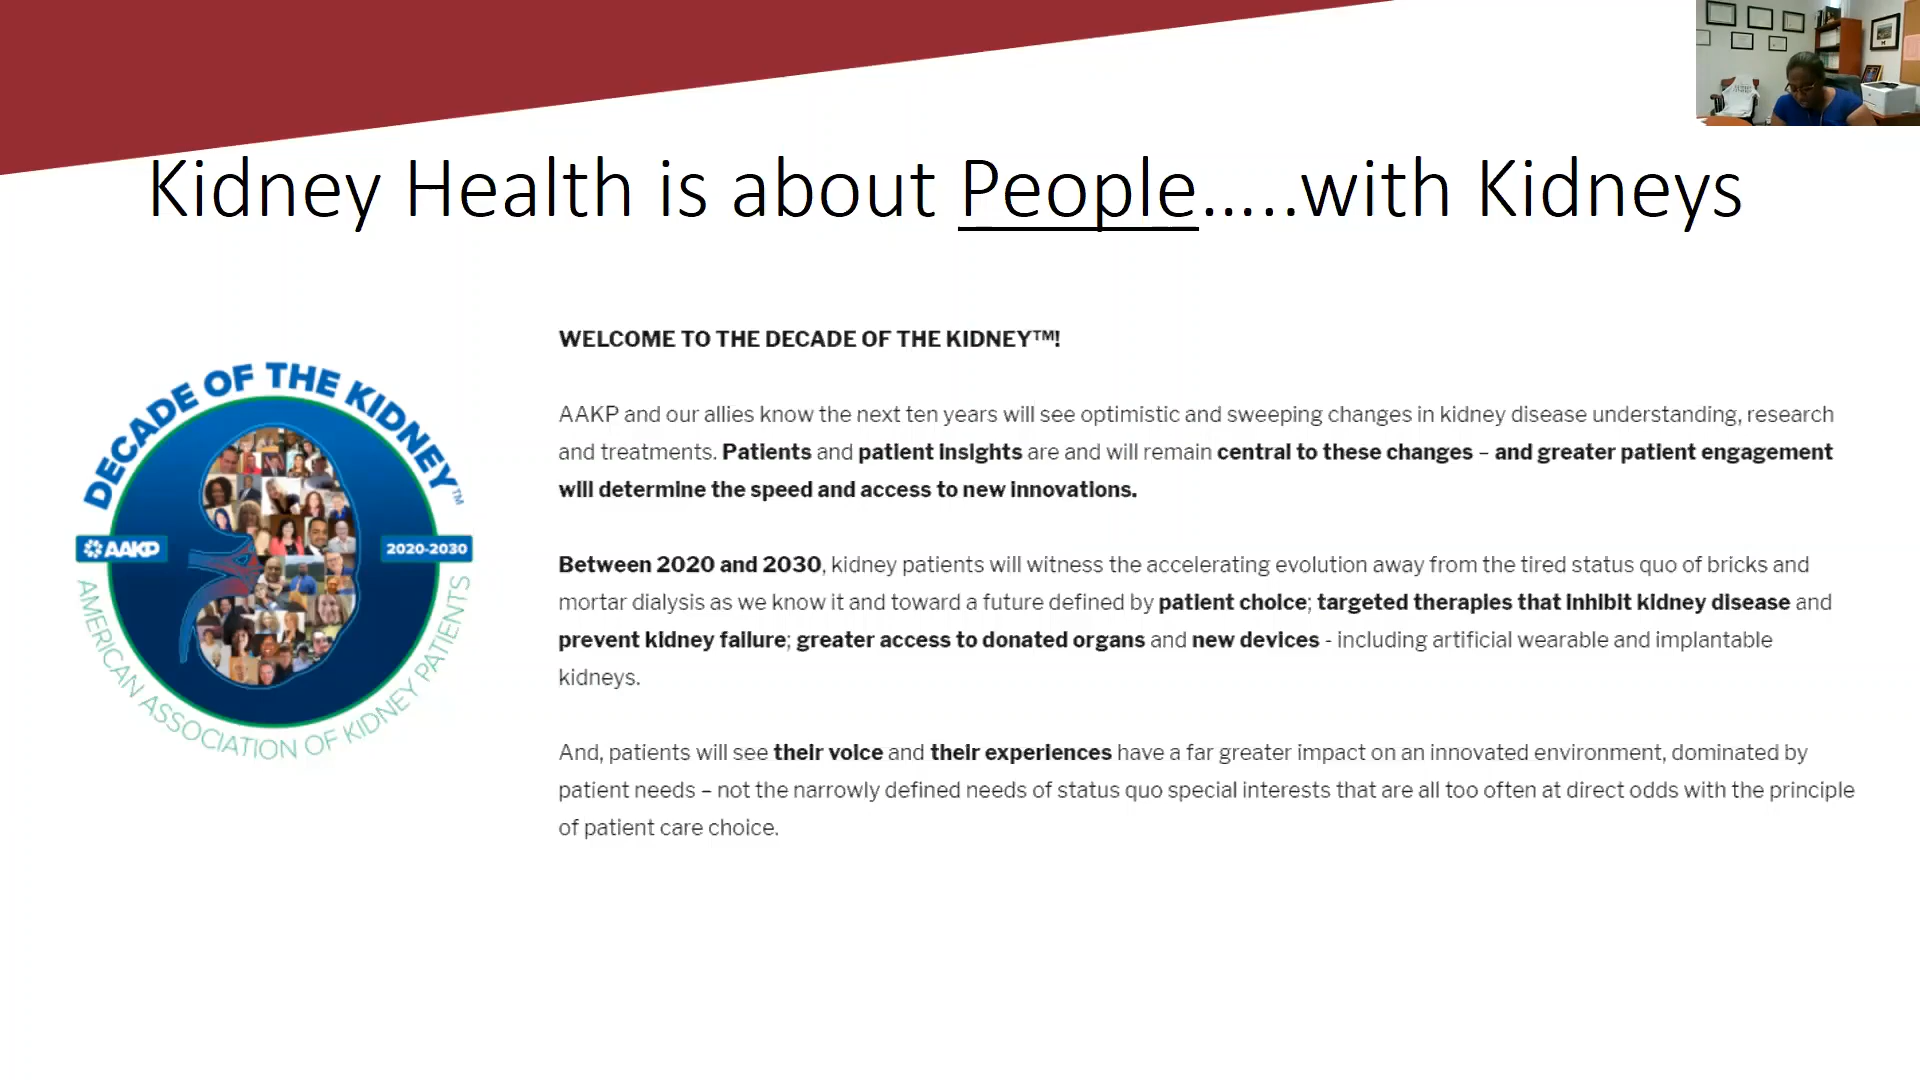 Kidney Health is about People.....with Kidneys
WELCOME TO THE DECADE OF THE KIDNEY™!
AAKP and our allies know the next ten years will see optimistic and sweeping changes in kidney disease understanding, research
and treatments. Patients and patient insights are and will remain central to these changes – and greater patient engagement
will determine the speed and access to new innovations.
Between 2020 and 2030, kidney patients will witness the accelerating evolution away from the tired status quo of bricks and
mortar dialysis as we know it and toward a future defined by patient choice; targeted therapies that inhibit kidney disease and
prevent kidney failure; greater access to donated organs and new devices - including artificial wearable and implantable
kidneys.
And, patients will see their voice and their experiences have a far greater impact on an innovated environment, dominated by
patient needs – not the narrowly defined needs of status quo special interests that are all too often at direct odds with the principle
of patient care choice.
DECADE OF THE KIDNEY™
AAKP
2020-2030
AMERICAN ASSOCIATION OF KIDNEY PATIENTS